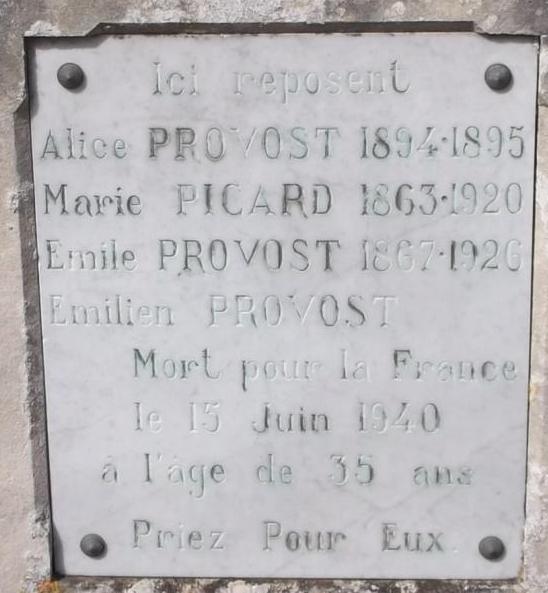 Ici reposent
Alice PROVOST 1894-1895
Marie PICARD 1863-1920
Emile PROVOST 1867-1926
Emilien PROVOST
Mort pour la France
le 15 Juin 1940
à l'âge de 35 ans
Priez Pour Eux.